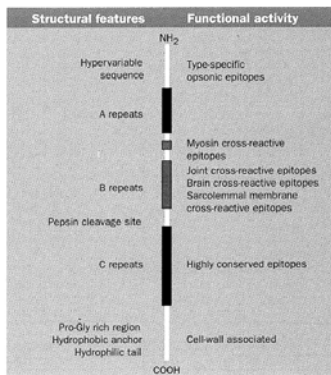 Structural features
Functional activity
NH2
Hypervariable
sequence
Type-specific
opsonic epitopes
A repeats
Myosin cross-reactive
epitopes
B repeats
Joint cross-reactive epitopes
Brain cross-reactive epitopes
Sarcolemmal membrane
cross-reactive epitopes
Pepsin cleavage site
C repeats
Highly conserved epitopes
Pro-Gly rich region
Hydrophobic anchor
Hydrophilic tail
Cell-wall associated
COOH